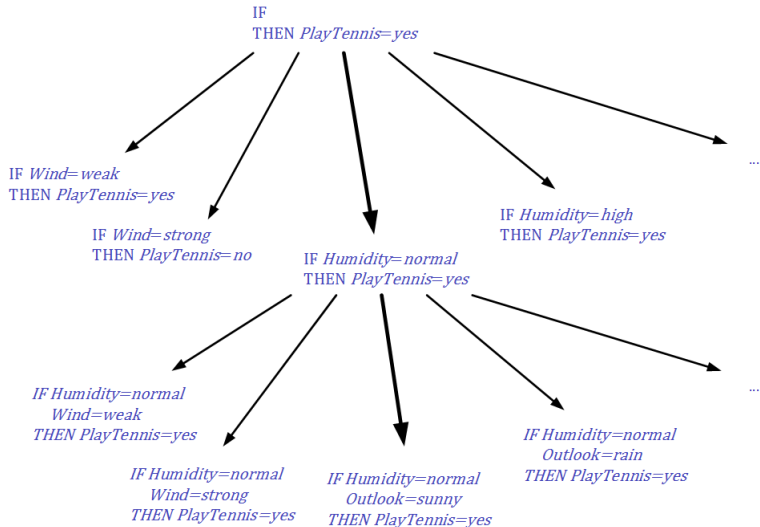 IF
THEN PlayTennis=yes
IF Wind=weak
THEN PlayTennis=yes
IF Wind=strong
THEN PlayTennis=no
IF Humidity=normal
THEN PlayTennis=yes
IF Humidity=high
THEN PlayTennis=yes
...
IF Humidity=normal
Wind=weak
THEN PlayTennis=yes
IF Humidity=normal
Wind=strong
THEN PlayTennis=yes
IF Humidity=normal
Outlook=sunny
THEN PlayTennis=yes
IF Humidity=normal
Outlook=rain
THEN PlayTennis=yes
...